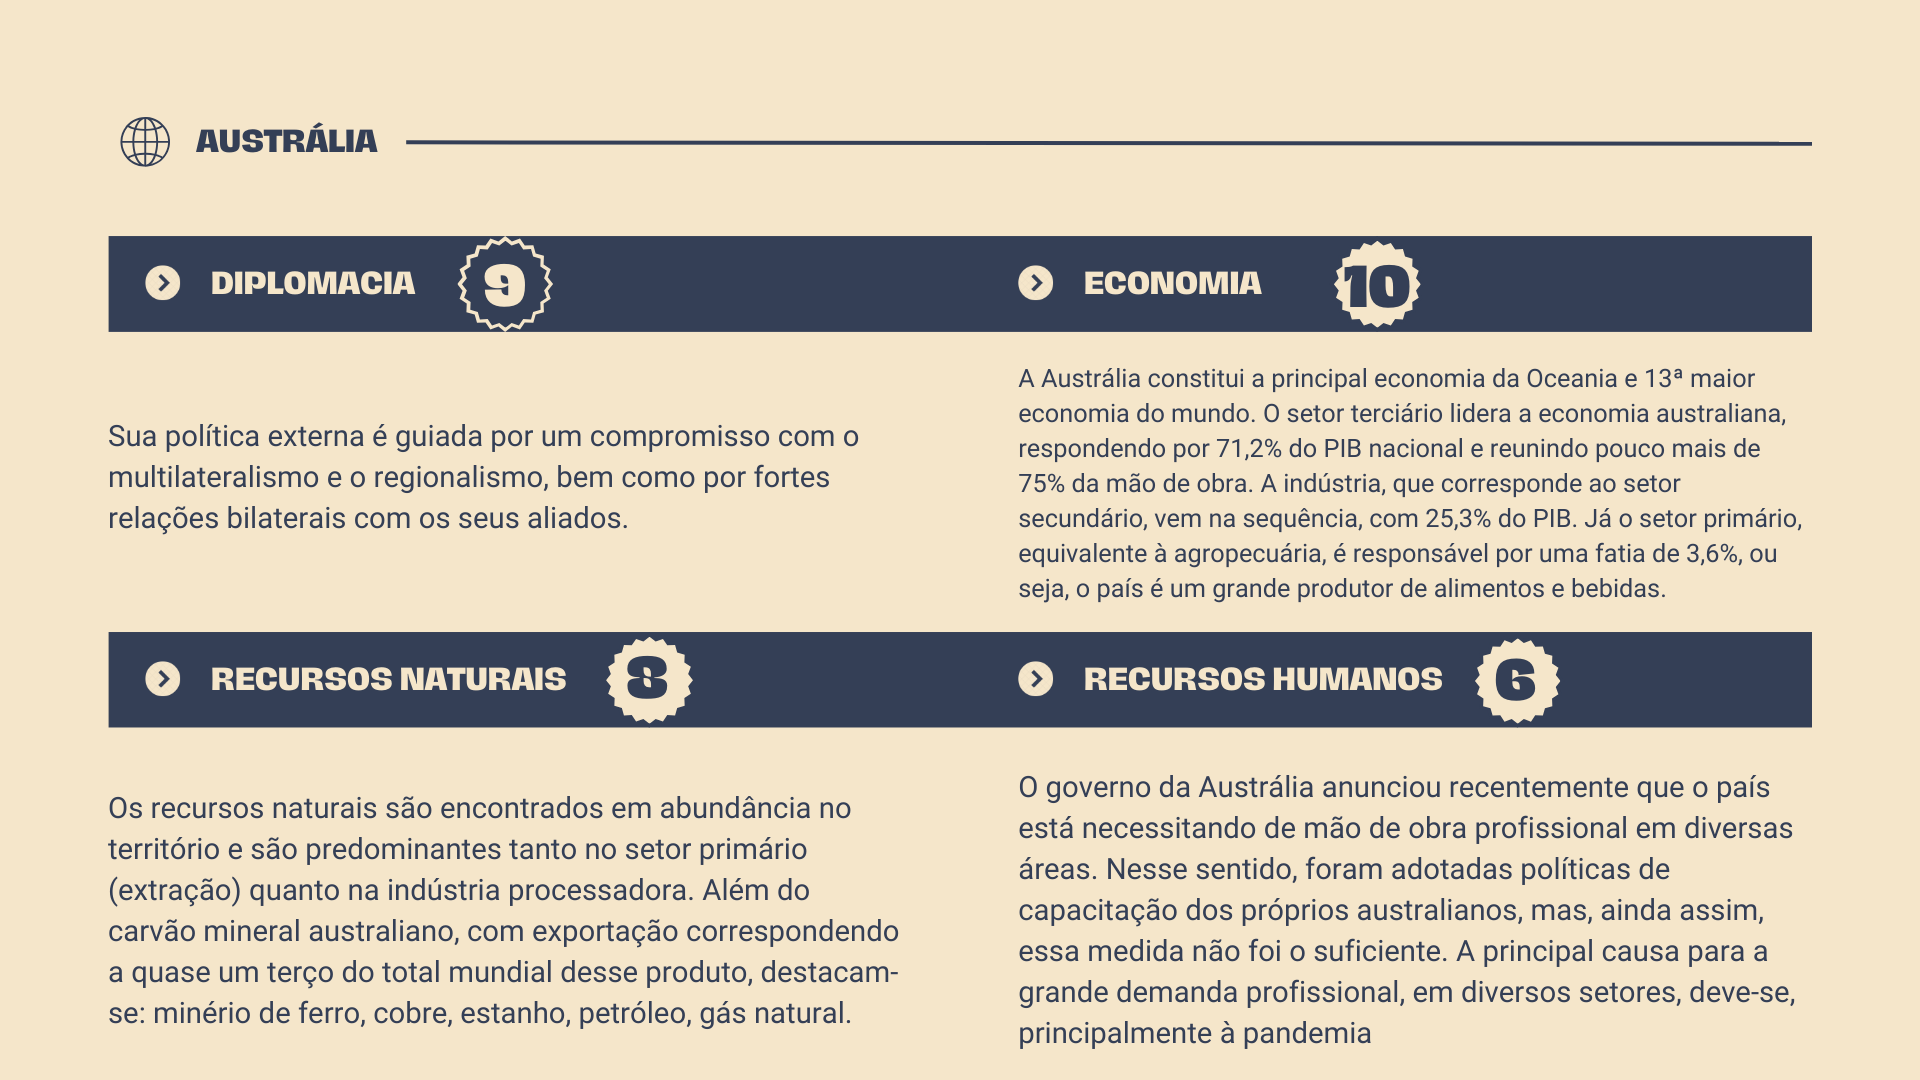 AUSTRÁLIA
DIPLOMACIA
9
Sua política externa é guiada por um compromisso com o
multilateralismo e o regionalismo, bem como por fortes
relações bilaterais com os seus aliados.
ECONOMIA
10
A Austrália constitui a principal economia da Oceania e 13ª maior
economia do mundo. O setor terciário lidera a economia australiana,
respondendo por 71,2% do PIB nacional e reunindo pouco mais de
75% da mão de obra. A indústria, que corresponde ao setor
secundário, vem na sequência, com 25,3% do PIB. Já o setor primário,
equivalente à agropecuária, é responsável por uma fatia de 3,6%, ou
seja, o país é um grande produtor de alimentos e bebidas.
RECURSOS NATURAIS
8
Os recursos naturais são encontrados em abundância no
território e são predominantes tanto no setor primário
(extração) quanto na indústria processadora. Além do
carvão mineral australiano, com exportação correspondendo
a quase um terço do total mundial desse produto, destacam-
se: minério de ferro, cobre, estanho, petróleo, gás natural.
RECURSOS HUMANOS
6
O governo da Austrália anunciou recentemente que o país
está necessitando de mão de obra profissional em diversas
áreas. Nesse sentido, foram adotadas políticas de
capacitação dos próprios australianos, mas, ainda assim,
essa medida não foi o suficiente. A principal causa para a
grande demanda profissional, em diversos setores, deve-se,
principalmente à pandemia